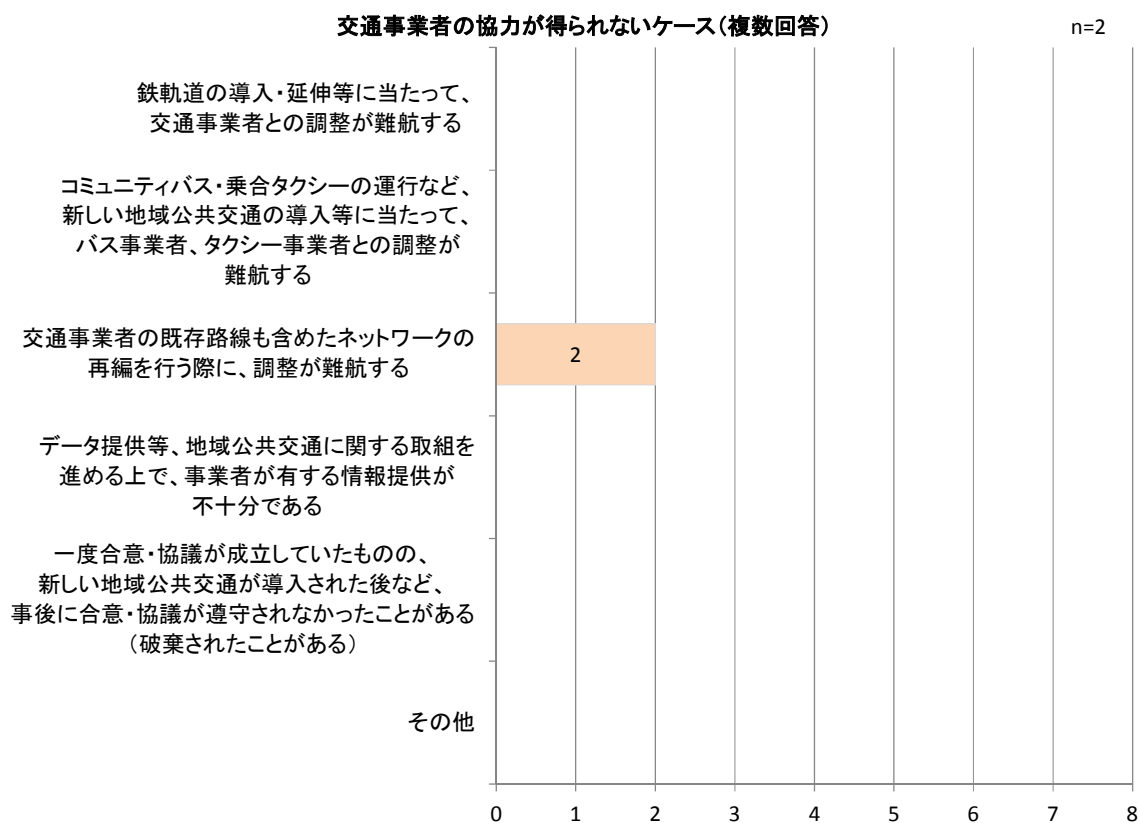 交通事業者の協力が得られないケース（複数回答）
n=2
鉄軌道の導入・延伸等に当たって、
交通事業者との調整が難航する
コミュニティバス・乗合タクシーの運行など、
新しい地域公共交通の導入等に当たって、
バス事業者、タクシー事業者との調整が
難航する
交通事業者の既存路線も含めたネットワークの
再編を行う際に、調整が難航する
2
データ提供等、地域公共交通に関する取組を
進める上で、事業者が有する情報提供が
不十分である
一度合意・協議が成立していたものの、
新しい地域公共交通が導入された後など、
事後に合意・協議が遵守されなかったことがある
（破棄されたことがある）
その他
0 1 2 3 4 5 6 7 8